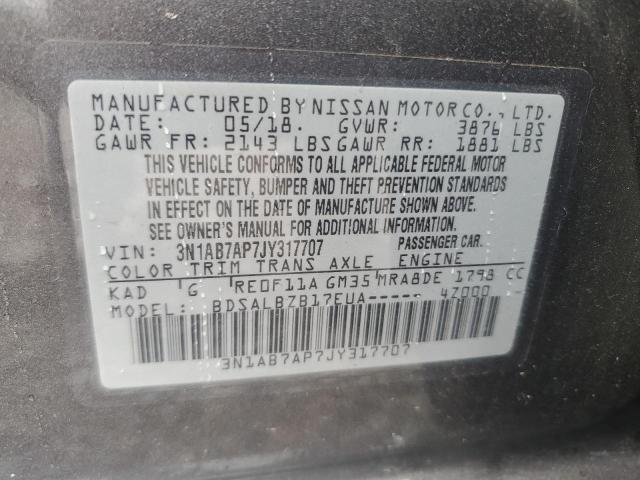 MANUFACTURED BY NISSAN MOTOR CO., LTD.
DATE: 05/18. GVWR: 3876 LBS
GAWR FR: 2143 LBS GAWR RR: 1881 LBS
THIS VEHICLE CONFORMS TO ALL APPLICABLE FEDERAL MOTOR
VEHICLE SAFETY, BUMPER AND THEFT PREVENTION STANDARDS
IN EFFECT ON THE DATE OF MANUFACTURE SHOWN ABOVE.
SEE OWNER'S MANUAL FOR ADDITIONAL INFORMATION
VIN: 3N1AB7AP7JY317707 PASSENGER CAR.
COLOR TRIM TRANS AXLE ENGINE
KAD G RE0F11A GM35 MRA8DE 1798 CC
MODEL: BDSALBZB17EUA----- 4Z000
3N1AB7AP7JY317707